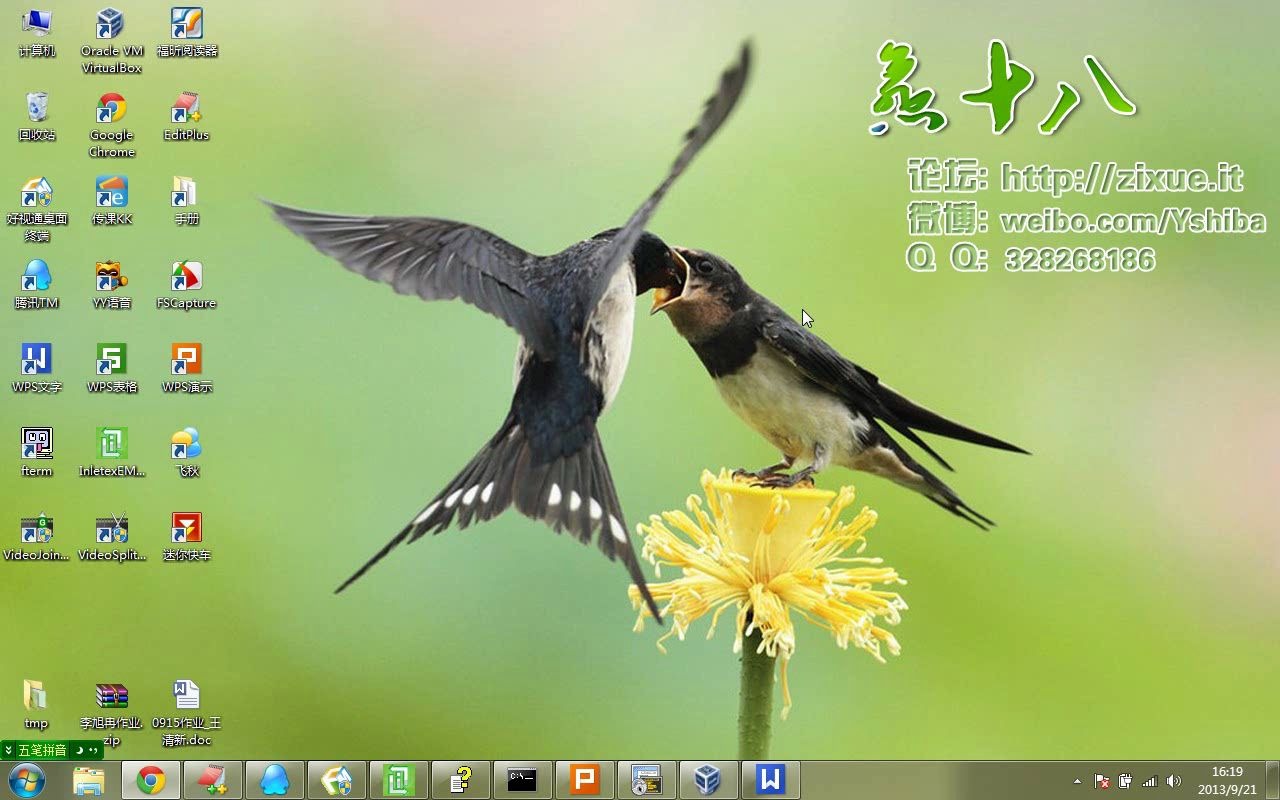 计算机
Oracle VM VirtualBox
福昕阅读器
回收站
Google Chrome
EditPlus
好视通桌面终端
传课KK
手册
腾讯TM
YY语音
FSCapture
WPS文字
WPS表格
WPS演示
fterm
InletexEM...
飞秋
VideoJoin...
VideoSplit...
迷你快车
tmp
李旭冉作业.zip
0915作业_王清新.doc
燕十八
论坛: http://zixue.it
微博: weibo.com/Yshiba
Q Q: 328268186
五笔拼音
16:19
2013/9/21